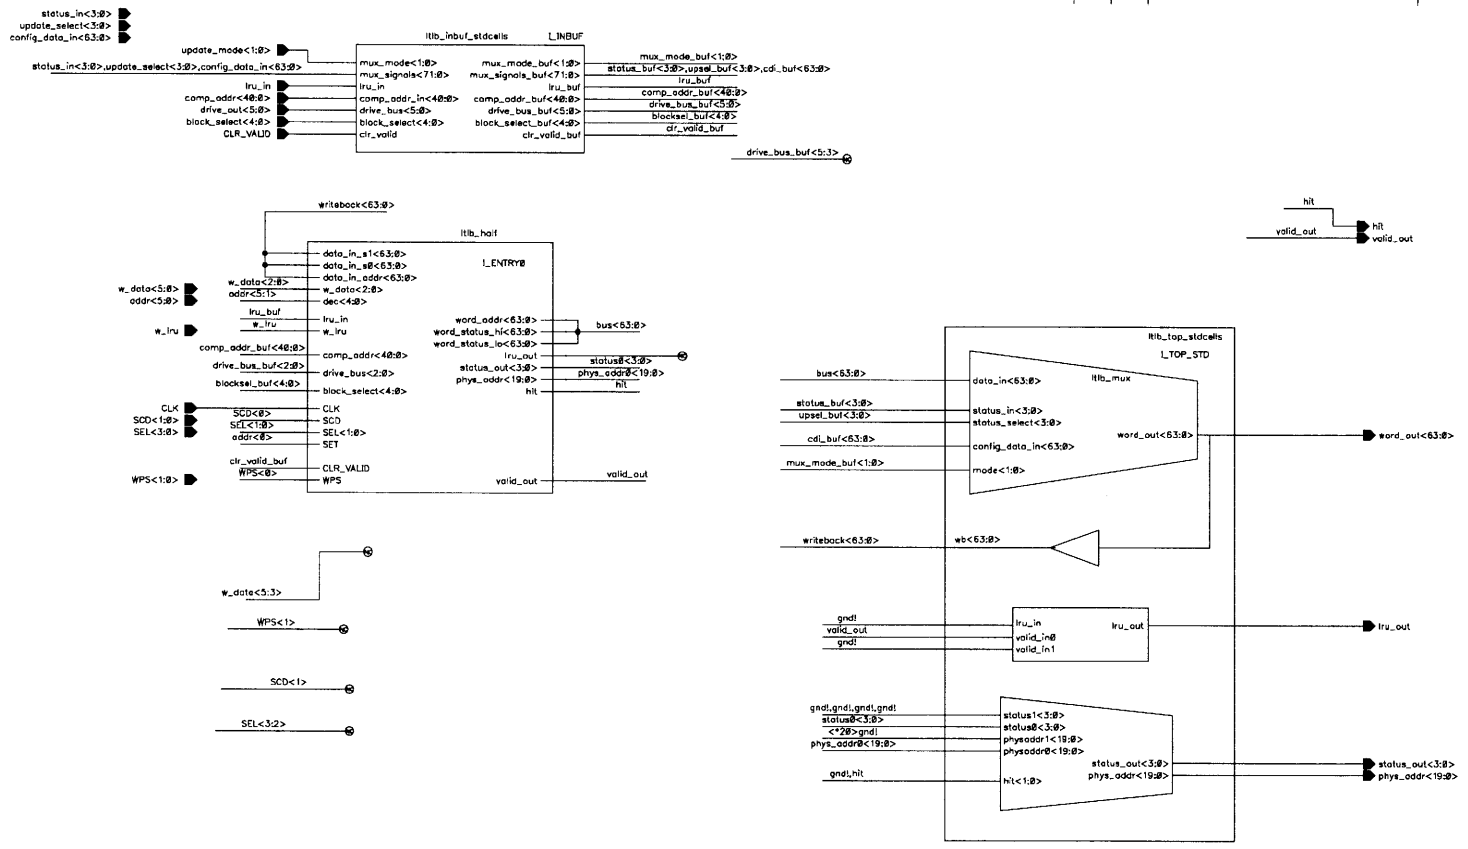 status_in<3:0>
update_select<3:0>
config_data_in<63:0>
ltlb_inbuf_stdcells
I_INBUF
update_mode<1:0>
status_in<3:0>,update_select<3:0>,config_data_in<63:0>
lru_in
comp_addr<40:0>
drive_out<5:0>
block_select<4:0>
CLR_VALID
mux_mode<1:0>
mux_signals<71:0>
lru_in
comp_addr_in<40:0>
drive_bus<5:0>
block_select<4:0>
clr_valid
mux_mode_buf<1:0>
mux_signals_buf<71:0>
lru_buf
comp_addr_buf<40:0>
drive_bus_buf<5:0>
block_select_buf<4:0>
clr_valid_buf
mux_mode_buf<1:0>
status_buf<3:0>,upsel_buf<3:0>,cdi_buf<63:0>
lru_buf
comp_addr_buf<40:0>
drive_bus_buf<5:0>
blocksel_buf<4:0>
clr_valid_buf
drive_bus_buf<5:3>
writeback<63:0>
ltlb_half
I_ENTRY0
w_data<5:0>
addr<5:0>
w_lru
CLK
SCD<1:0>
SEL<3:0>
WPS<1:0>
w_data<2:0>
addr<5:1>
lru_buf
w_lru
comp_addr_buf<40:0>
drive_bus_buf<2:0>
blocksel_buf<4:0>
SCD<0>
SEL<1:0>
addr<0>
clr_valid_buf
WPS<0>
data_in_s1<63:0>
data_in_s0<63:0>
data_in_addr<63:0>
w_data<2:0>
dec<4:0>
lru_in
w_lru
comp_addr<40:0>
drive_bus<2:0>
block_select<4:0>
CLK
SCD
SEL<1:0>
SET
CLR_VALID
WPS
word_addr<63:0>
word_status_hi<63:0>
word_status_lo<63:0>
lru_out
status_out<3:0>
phys_addr<19:0>
hit
valid_out
bus<63:0>
status0<3:0>
phys_addr0<19:0>
hit
valid_out
w_data<5:3>
WPS<1>
SCD<1>
SEL<3:2>
hit
valid_out
hit
valid_out
ltlb_top_stdcells
I_TOP_STD
ltlb_mux
bus<63:0>
status_buf<3:0>
upsel_buf<3:0>
cdi_buf<63:0>
mux_mode_buf<1:0>
data_in<63:0>
status_in<3:0>
status_select<3:0>
config_data_in<63:0>
mode<1:0>
word_out<63:0>
word_out<63:0>
writeback<63:0>
wb<63:0>
gnd!
valid_out
gnd!
lru_in
valid_in0
valid_in1
lru_out
lru_out
gnd!,gnd!,gnd!,gnd!
status0<3:0>
<*20>gnd!
phys_addr0<19:0>
gnd!,hit
status1<3:0>
status0<3:0>
physaddr1<19:0>
physaddr0<19:0>
hit<1:0>
status_out<3:0>
phys_addr<19:0>
status_out<3:0>
phys_addr<19:0>